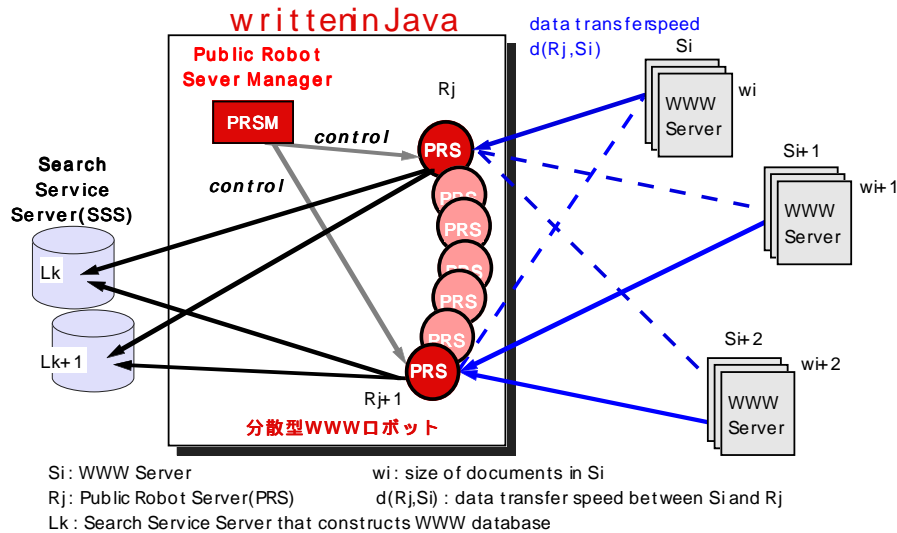 written in Java
data transfer speed
d(Rj,Si)
Public Robot
Sever Manager
Rj
Si
wi
WWW
Server
PRSM
control
PRS
control
Search
Service
Server(SSS)
PRS
PRS
PRS
PRS
PRS
Si+1
wi+1
WWW
Server
Lk
Lk+1
Si+2
wi+2
WWW
Server
PRS
Rj+1
分散型WWWロボット
Si : WWW Server
wi : size of documents in Si
Rj : Public Robot Server(PRS)
d(Rj,Si) : data transfer speed between Si and Rj
Lk : Search Service Server that constructs WWW database